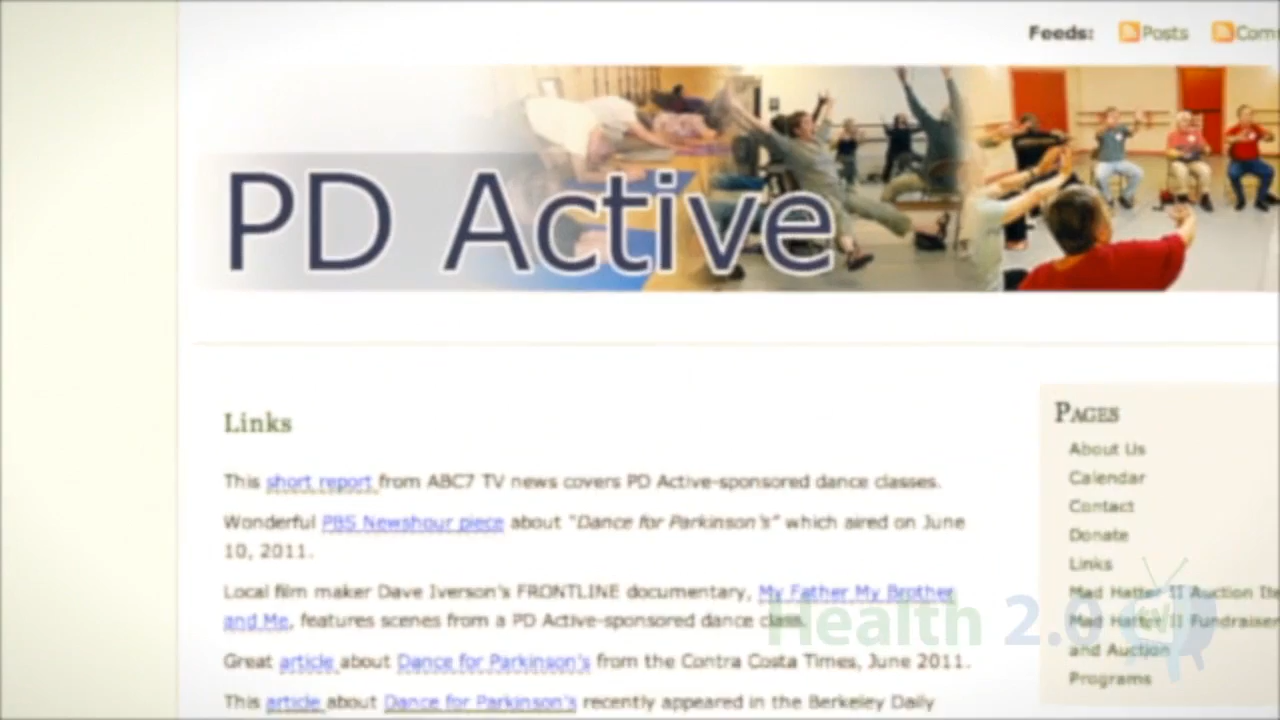 Feeds: Posts
PD Active
Links
This short report from ABC7 TV news covers PD Active-sponsored dance classes.
Wonderful PBS Newshour piece about "Dance for Parkinson's" which aired on June
10, 2011.
Local film maker Dave Iverson's FRONTLINE documentary, My Father My Brother
and Me, features scenes from a PD Active-sponsored dance class.
Great article about Dance for Parkinson's from the Contra Costa Times, June 2011.
This article about Dance for Parkinson's recently appeared in the Berkeley Daily
PAGES
About Us
Calendar
Contact
Donate
Links
Mad Hatter II Auction
Mad Hatter II Fundraiser
and Auction
Programs
Health 2.0 tv